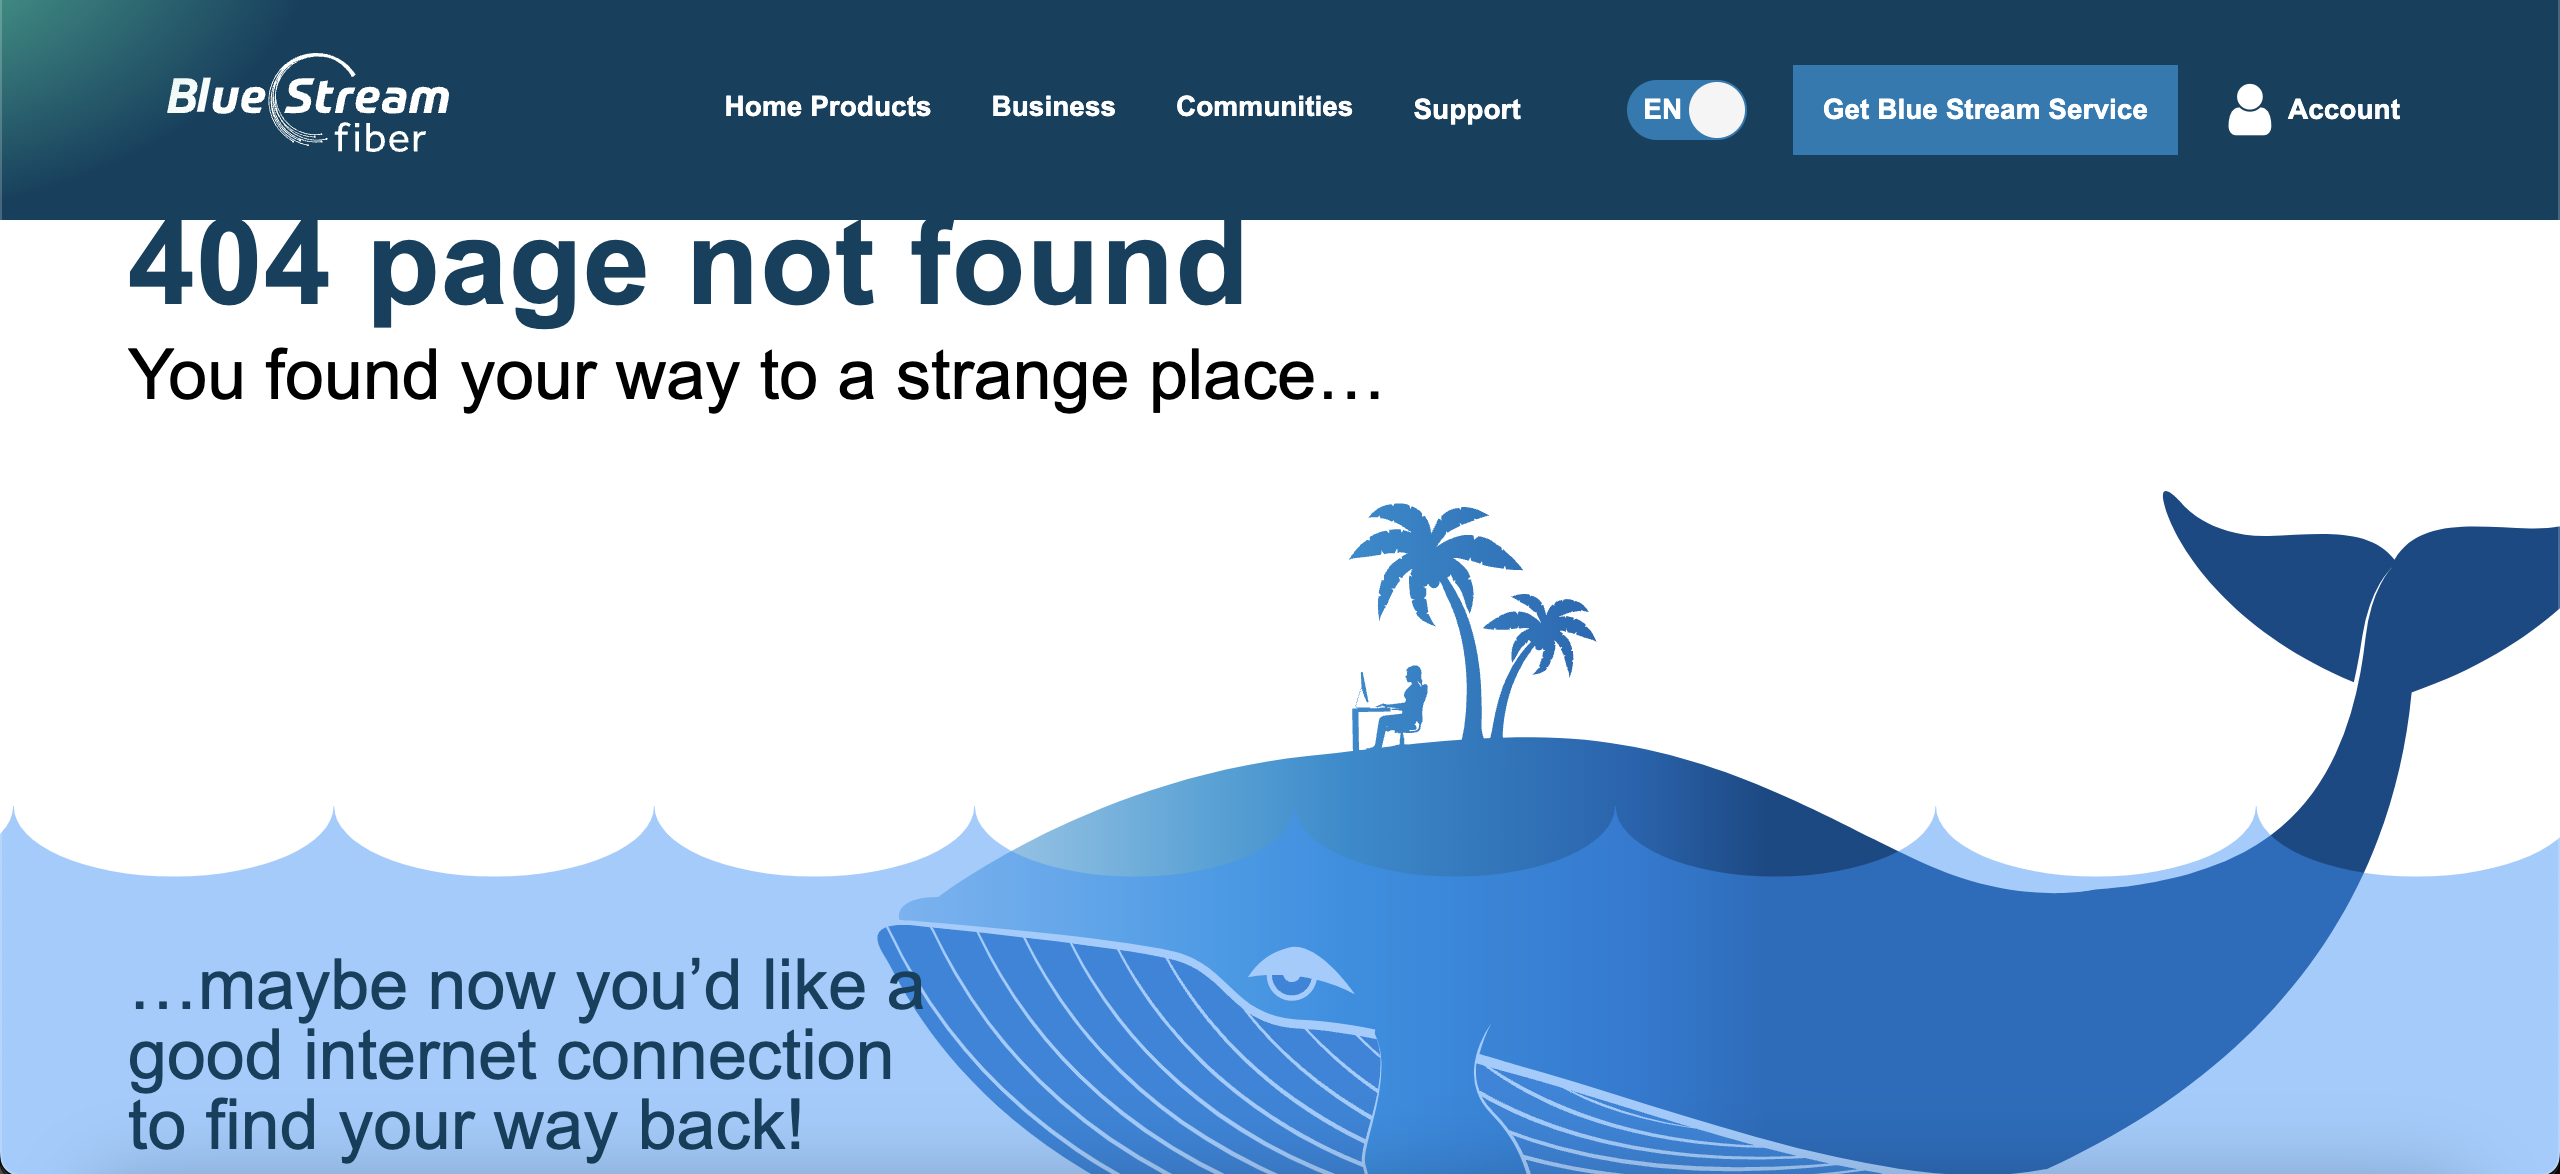 Blue Stream
fiber
Home Products
Business
Communities
Support
EN
Get Blue Stream Service
Account
404 page not found
You found your way to a strange place…
…maybe now you’d like a
good internet connection
to find your way back!